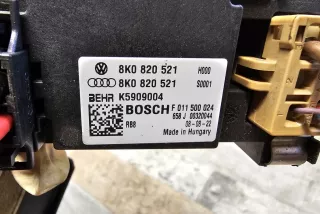 8K0 820 521 H000
8K0 820 521 S0001
BEHR K5909004
BOSCH F 011 500 024
658 J 00320044
R88 08-08-22
Made in Hungary